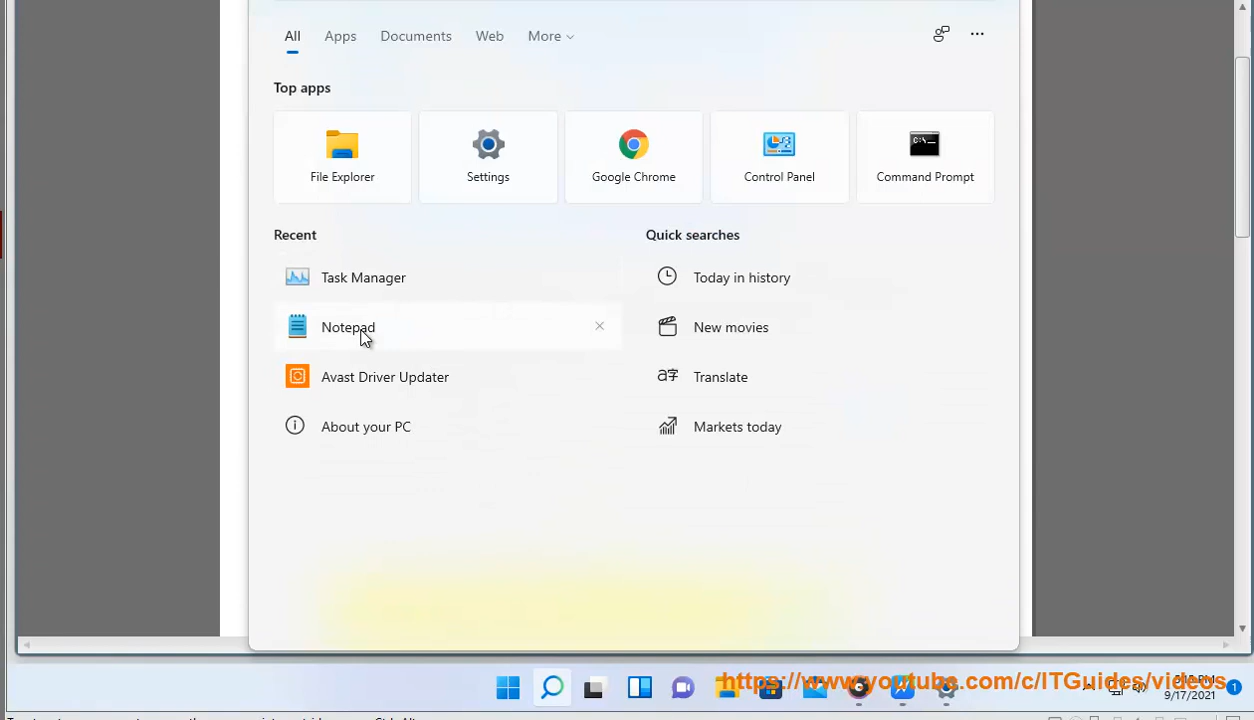 All Apps Documents Web More
Top apps
File Explorer Settings Google Chrome Control Panel Command Prompt
Recent Quick searches
Task Manager Today in history
Notepad New movies
Avast Driver Updater Translate
About your PC Markets today
https://www.youtubs.com/c/ITGuides/videos
9/17/2021 1